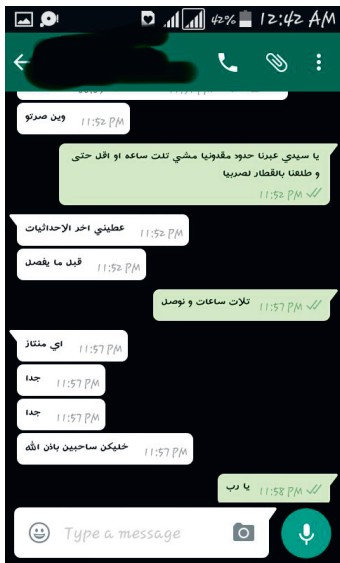 42% 12:42 AM
وين صرتو 11:52 PM
يا سيدي عبرنا حدود مقدونيا مشي تلت ساعه او اقل حتى
و طلعنا بالقطار لصربيا
11:52 PM
عطيني اخر الإحداثيات 11:52 PM
قبل ما يفصل 11:52 PM
تلات ساعات و نوصل 11:57 PM
اي منتاز 11:57 PM
جدا 11:57 PM
جدا 11:57 PM
خليكن ساحبين باذن الله 11:57 PM
يا رب 11:58 PM
Type a message